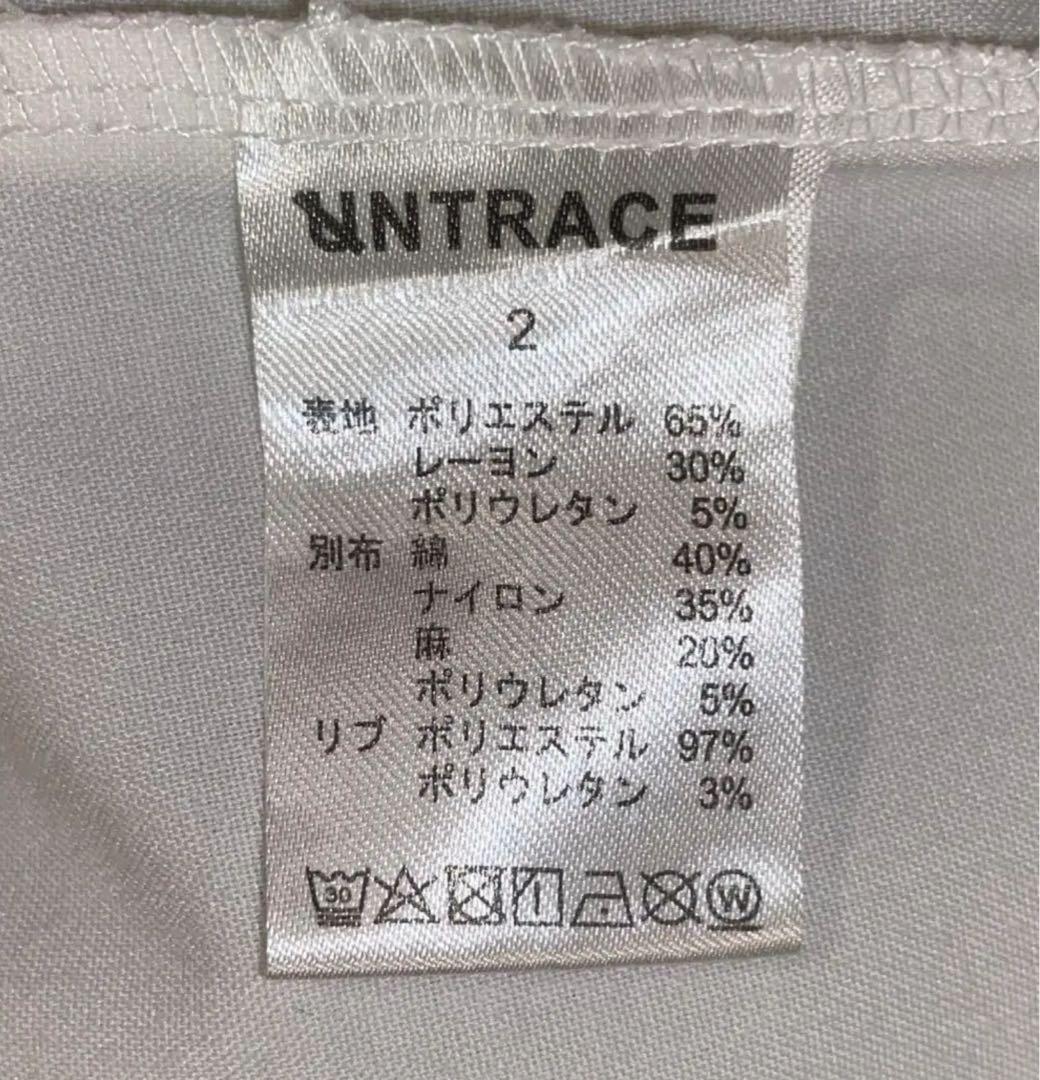 UNTRACE
2
表地 ポリエステル 65%
レーヨン 30%
ポリウレタン 5%
別布 綿 40%
ナイロン 35%
麻 20%
ポリウレタン 5%
リブ ポリエステル 97%
ポリウレタン 3%
30 W